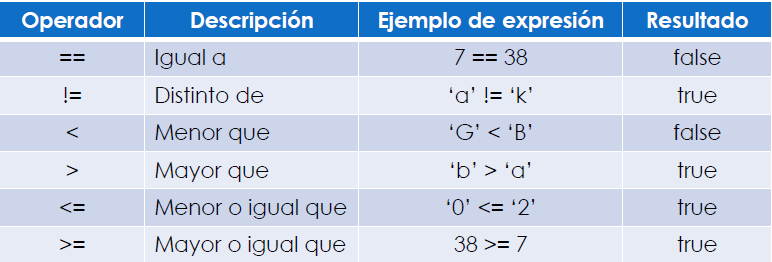 Operador Descripción Ejemplo de expresión Resultado
== Igual a 7 == 38 false
!= Distinto de ‘a’ != ‘k’ true
< Menor que ‘G’ < ‘B’ false
> Mayor que ‘b’ > ‘a’ true
<= Menor o igual que ‘0’ <= ‘2’ true
>= Mayor o igual que 38 >= 7 true